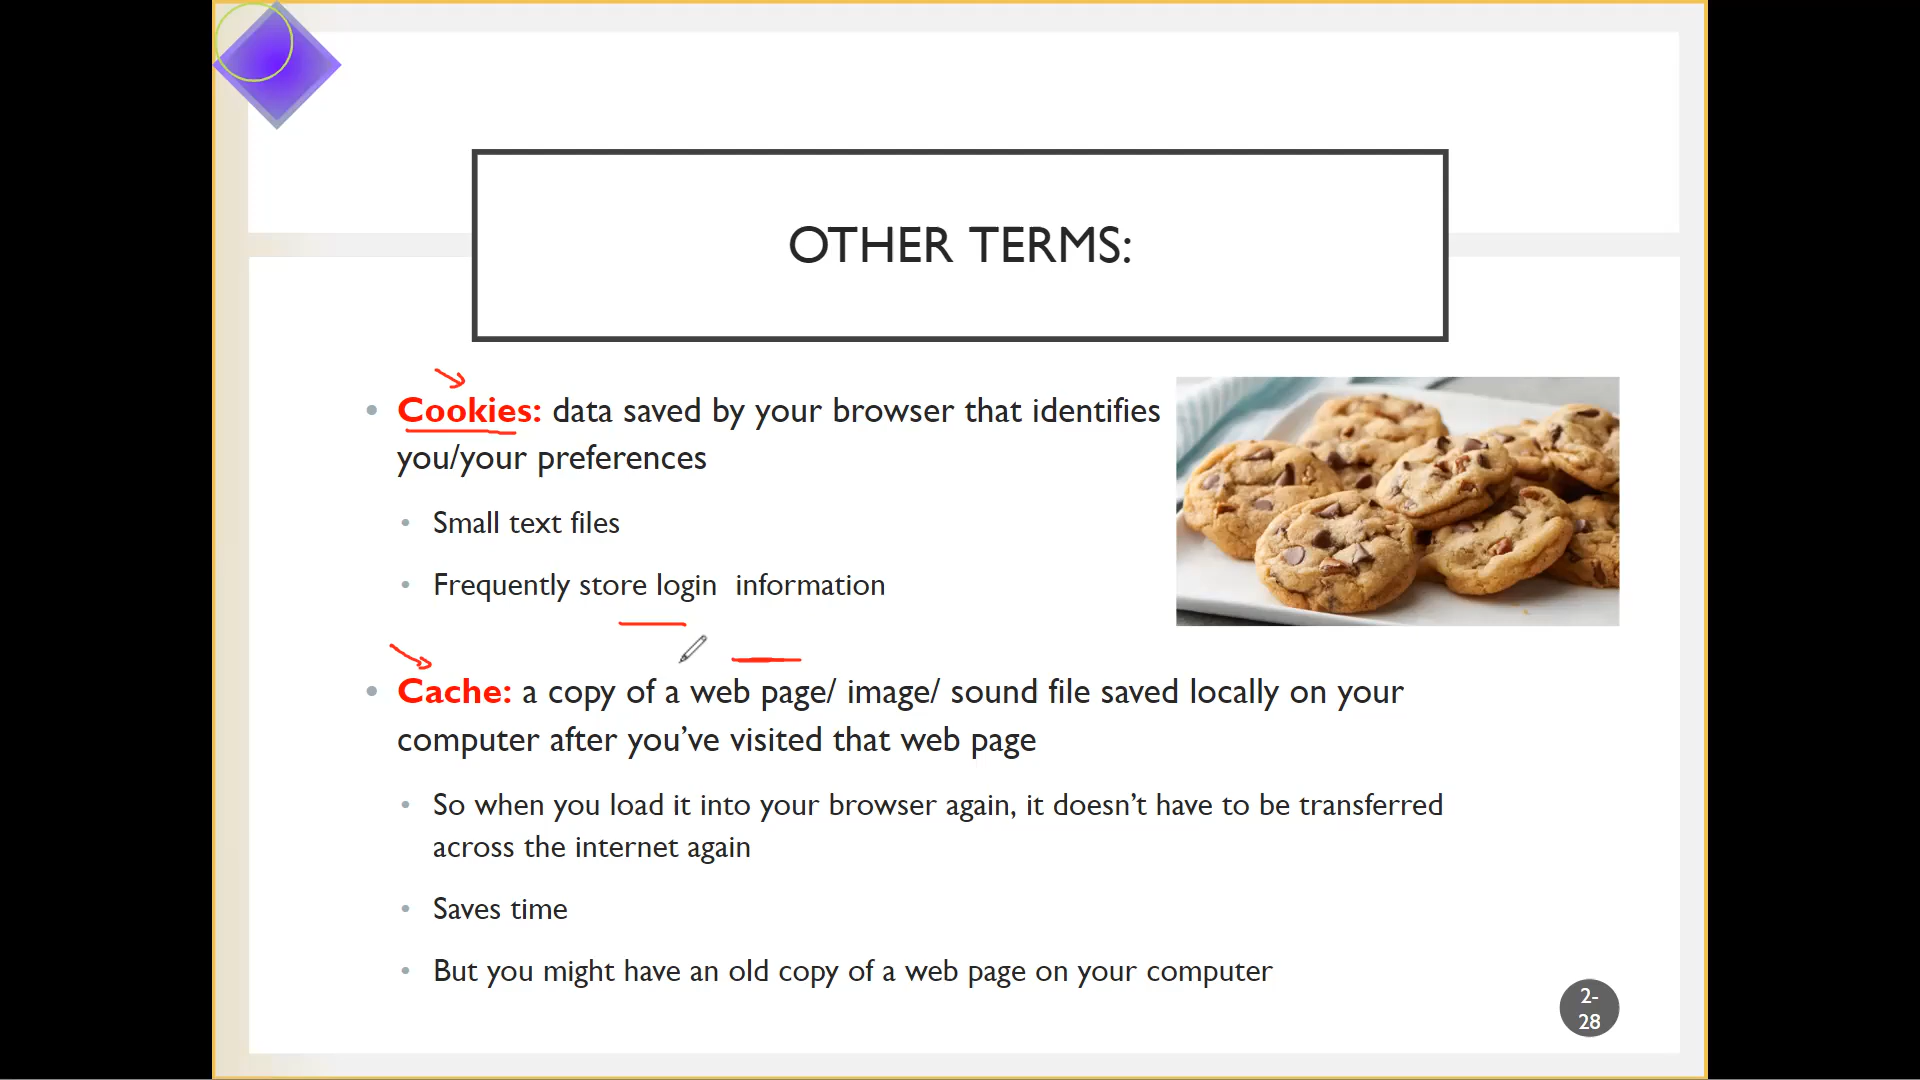 OTHER TERMS:
• Cookies: data saved by your browser that identifies
you/your preferences
• Small text files
• Frequently store login information
• Cache: a copy of a web page/ image/ sound file saved locally on your
computer after you’ve visited that web page
• So when you load it into your browser again, it doesn’t have to be transferred
across the internet again
• Saves time
• But you might have an old copy of a web page on your computer
2-
28